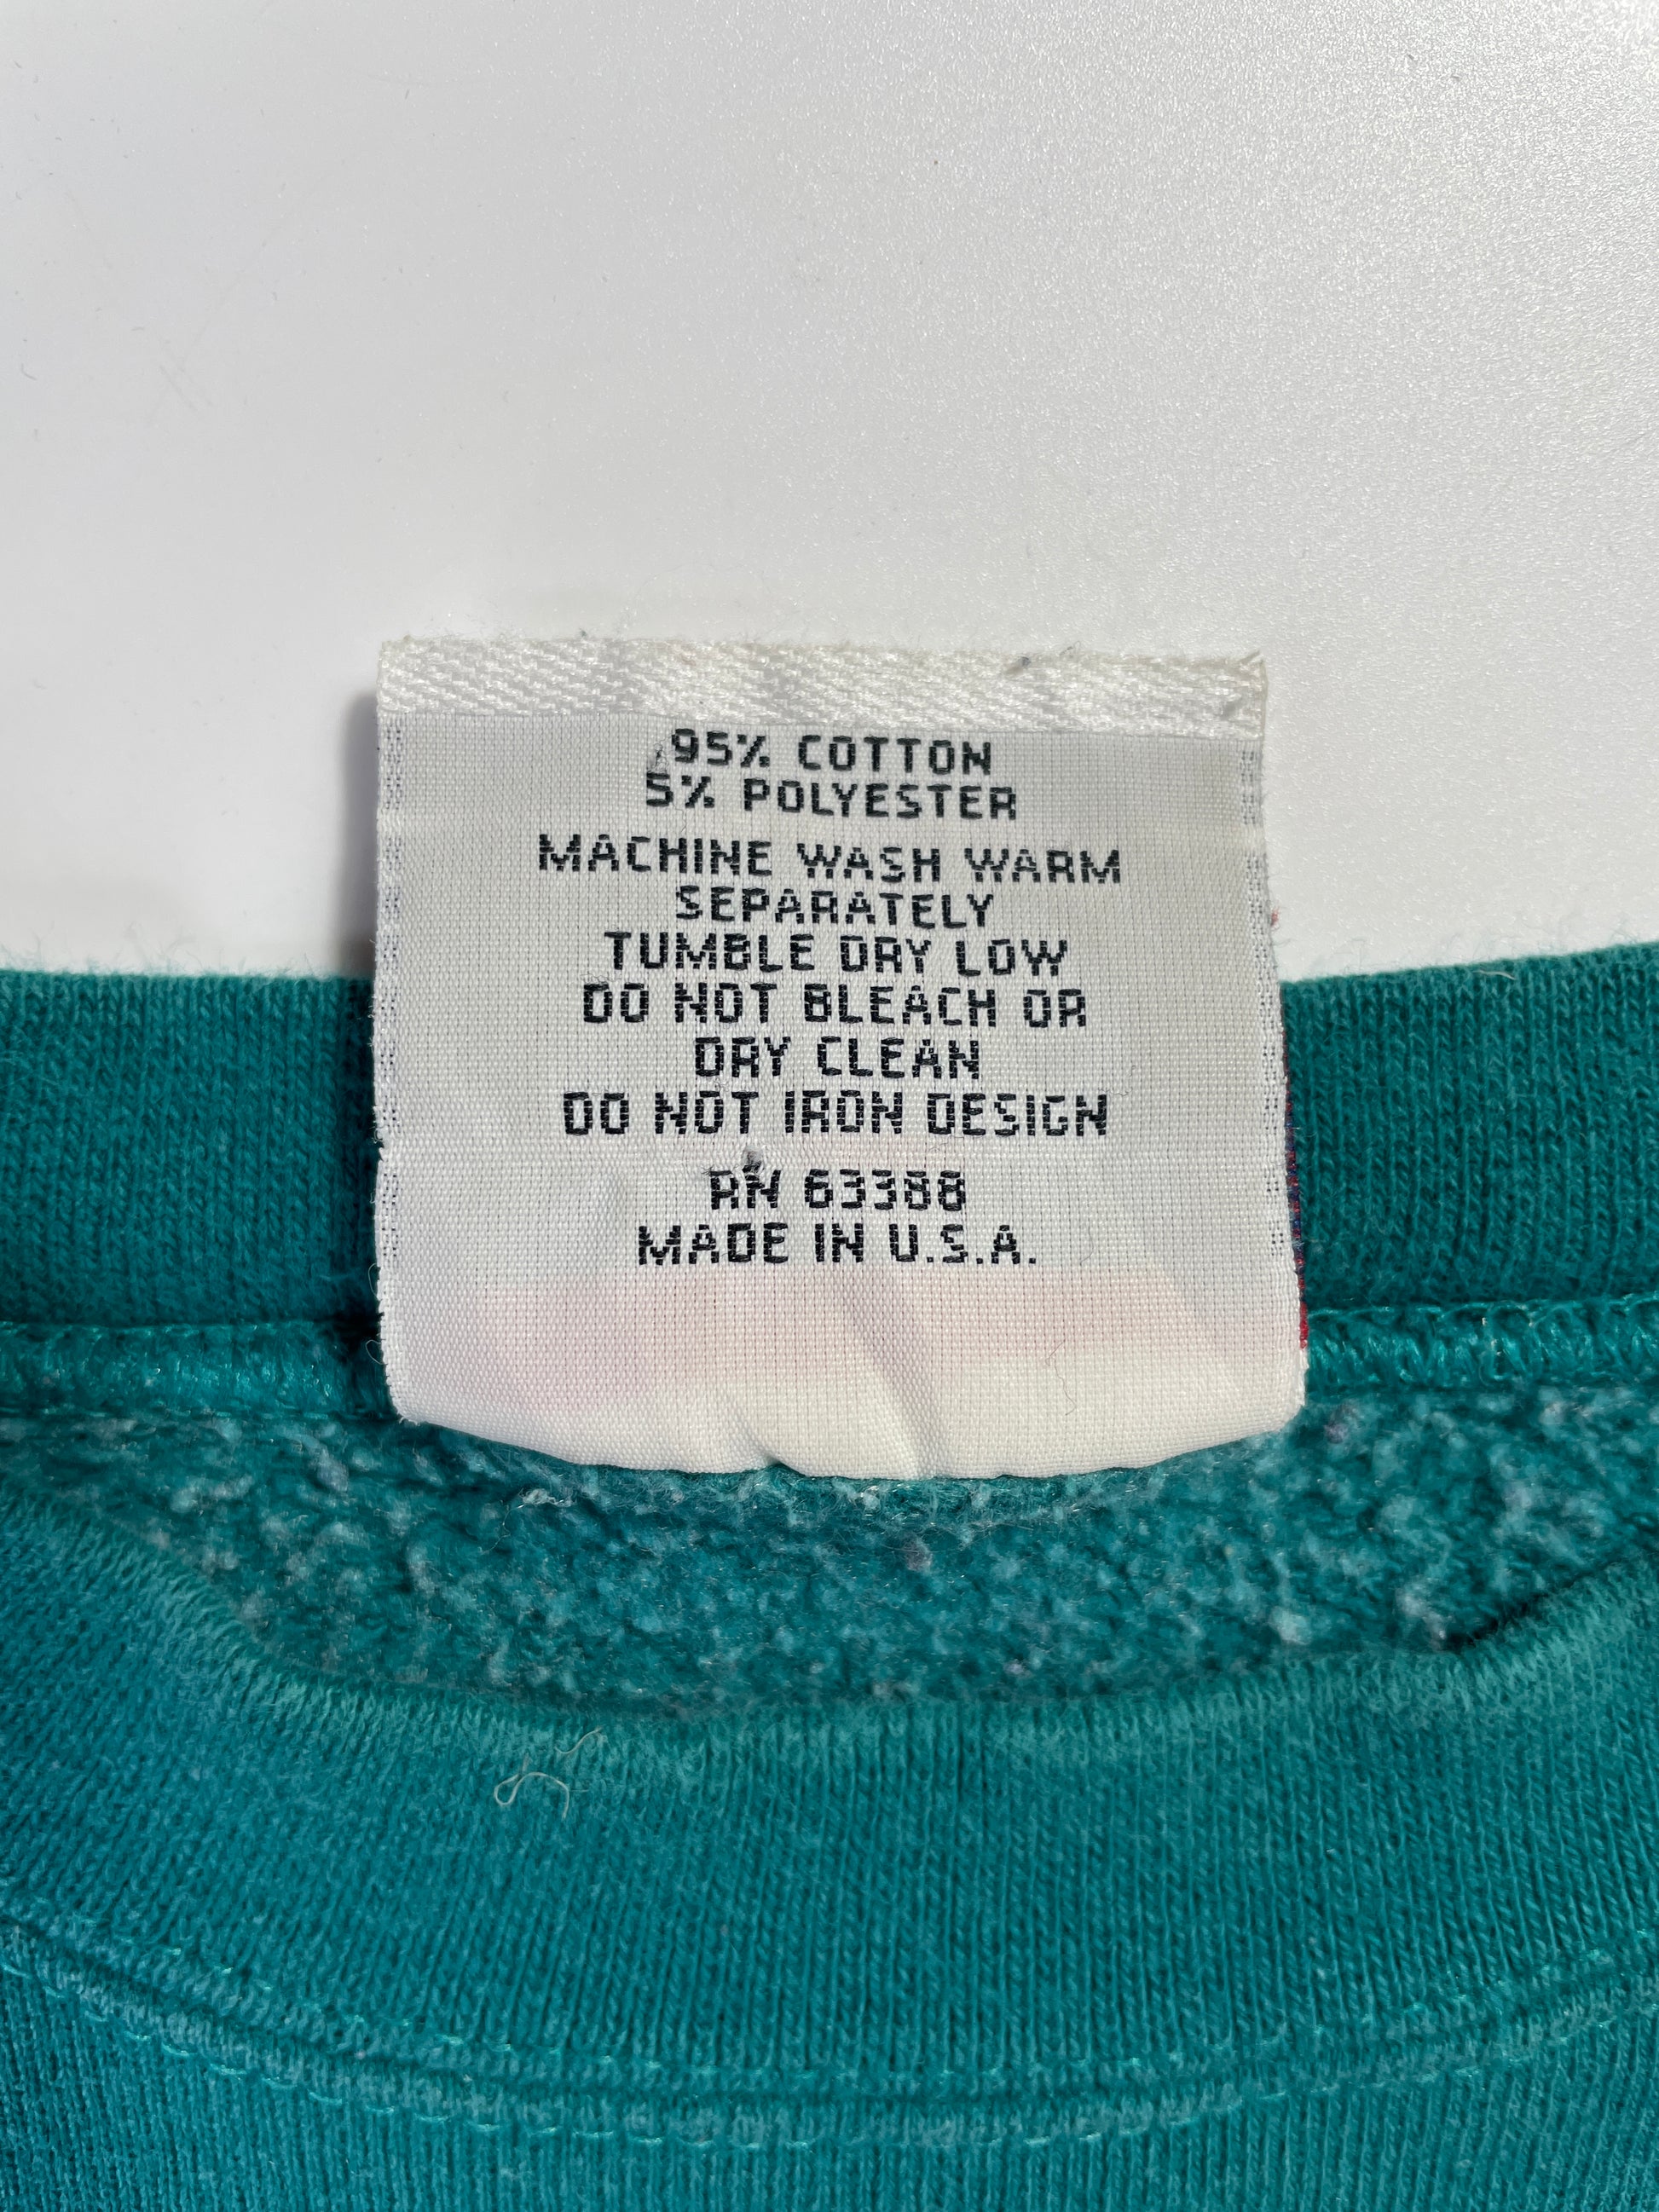 95% COTTON
5% POLYESTER
MACHINE WASH WARM
SEPARATELY
TUMBLE DRY LOW
DO NOT BLEACH OR
DRY CLEAN
DO NOT IRON DESIGN
RN 63388
MADE IN U.S.A.